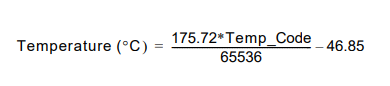 Temperature (°C) = 175.72*Temp_Code / 65536 – 46.85